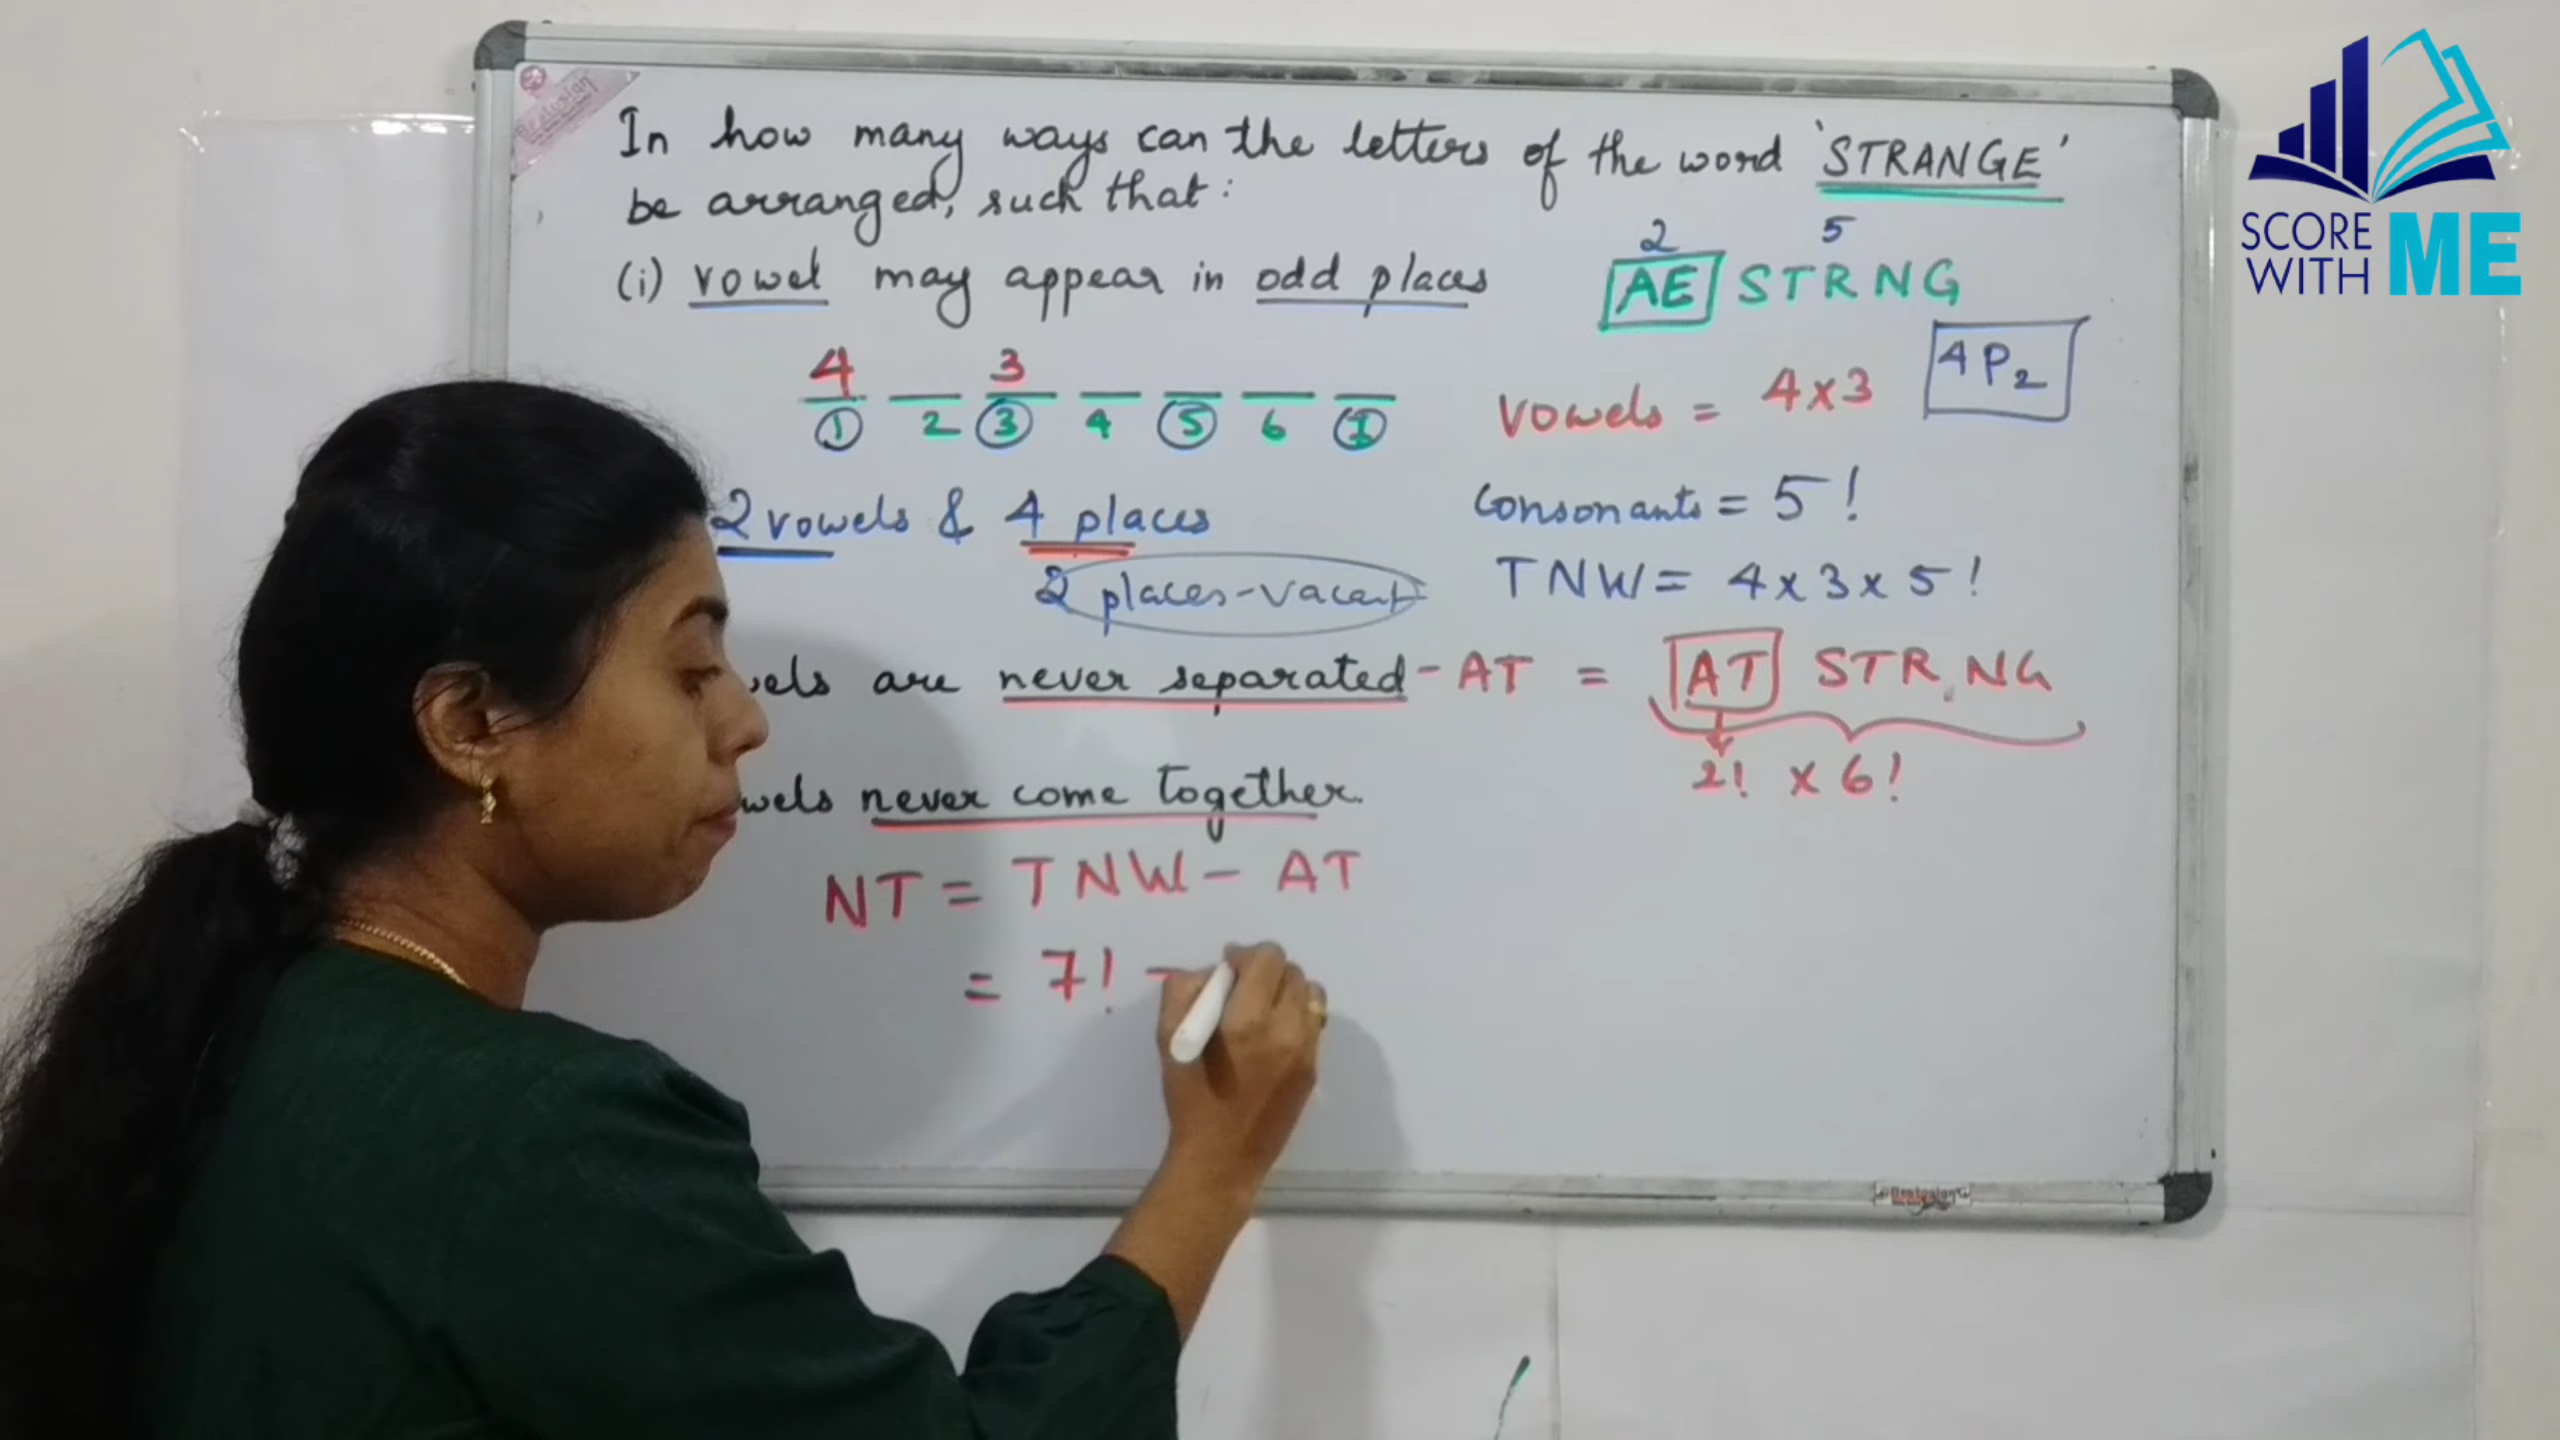 In how many ways can the letters of the word 'STRANGE'
be arranged, such that:
2 5
(i) vowel may appear in odd places
AE STRNG
4 3
1 2 3 4 5 6 7
vowels = 4x3
4P2
2 vowels & 4 places
consonants = 5!
2 places-vacant
TNW = 4 x 3 x 5!
are never separated - AT = AT STR NG
2! x 6!
never come together.
NT = TNW - AT
= 7! -
SCORE
WITH ME